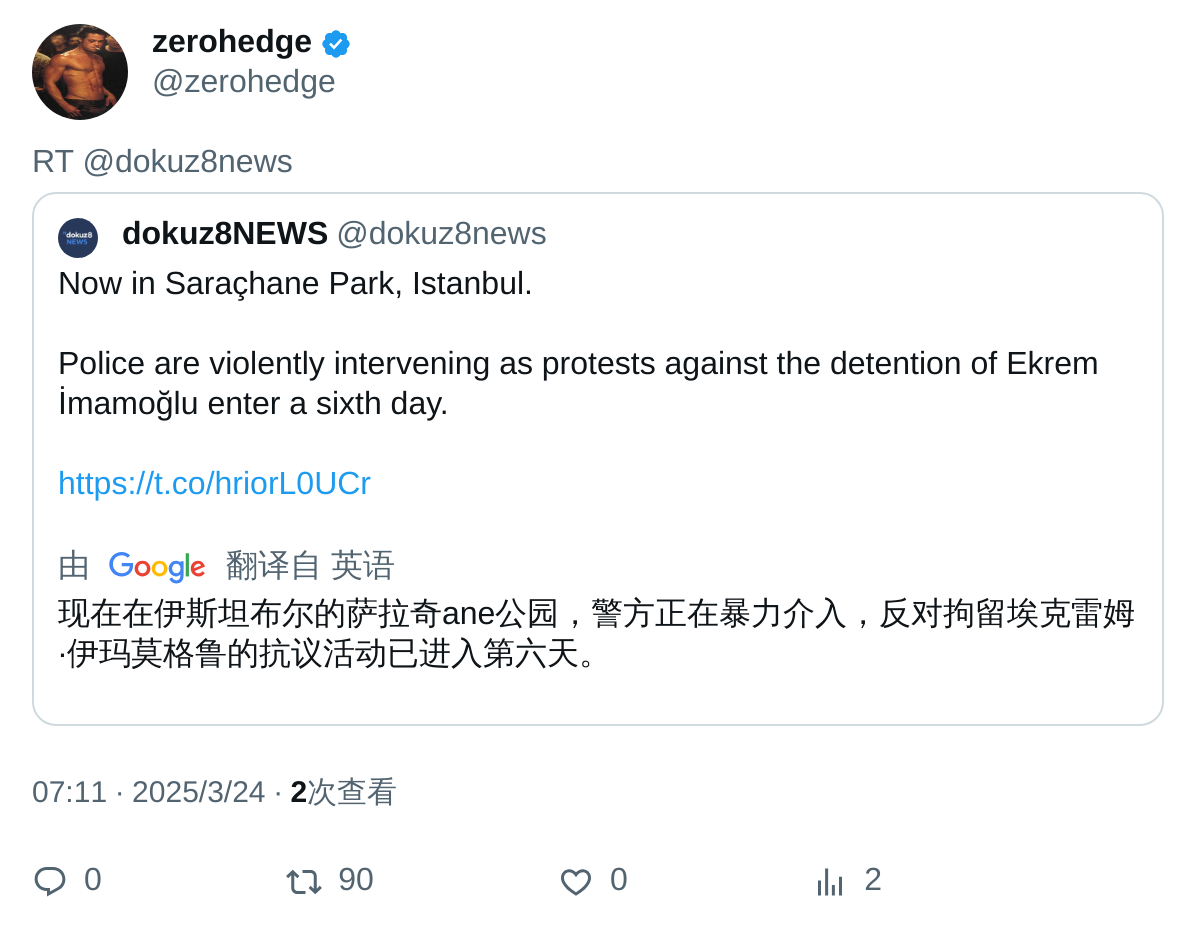 zerohedge
@zerohedge
RT @dokuz8news
dokuz8
NEWS
dokuz8NEWS @dokuz8news
Now in Saraçhane Park, Istanbul.
Police are violently intervening as protests against the detention of Ekrem
İmamoğlu enter a sixth day.
https://t.co/hriorL0UCr
由 Google 翻译自 英语
现在在伊斯坦布尔的萨拉奇ane公园，警方正在暴力介入，反对拘留埃克雷姆
·伊玛莫格鲁的抗议活动已进入第六天。
07:11 · 2025/3/24 · 2次查看
0 90 0 2